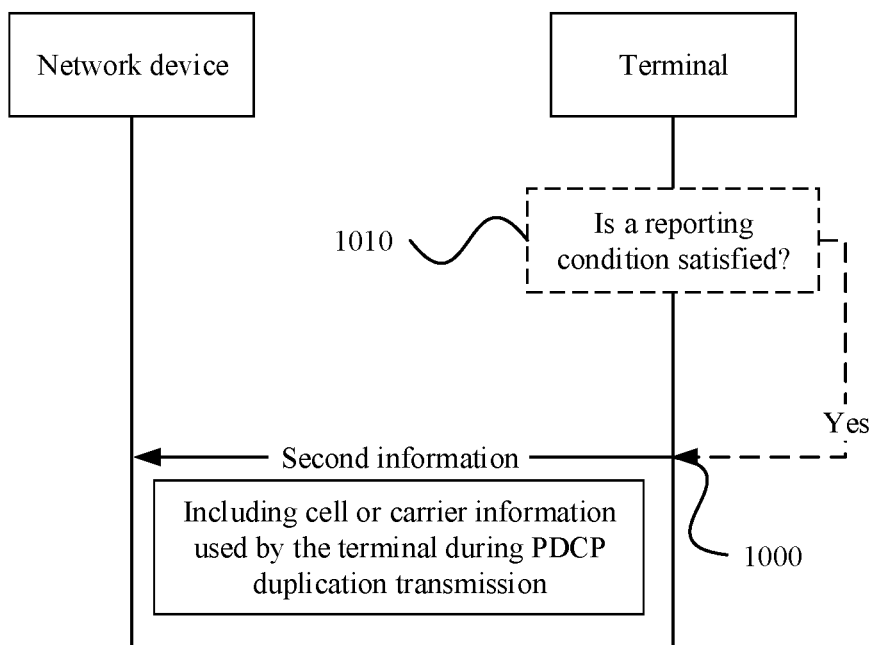 Network device
Terminal
Is a reporting
condition satisfied?
1010
Yes
Second information
Including cell or carrier information
used by the terminal during PDCP
duplication transmission
1000